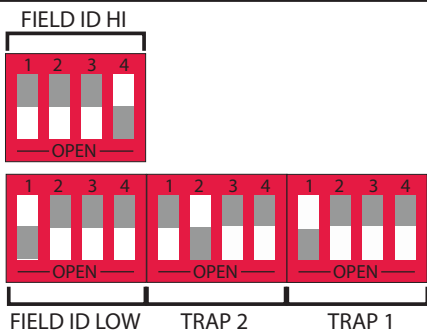 FIELD ID HI
1 2 3 4
OPEN
1 2 3 4 1 2 3 4 1 2 3 4
OPEN OPEN OPEN
FIELD ID LOW TRAP 2 TRAP 1